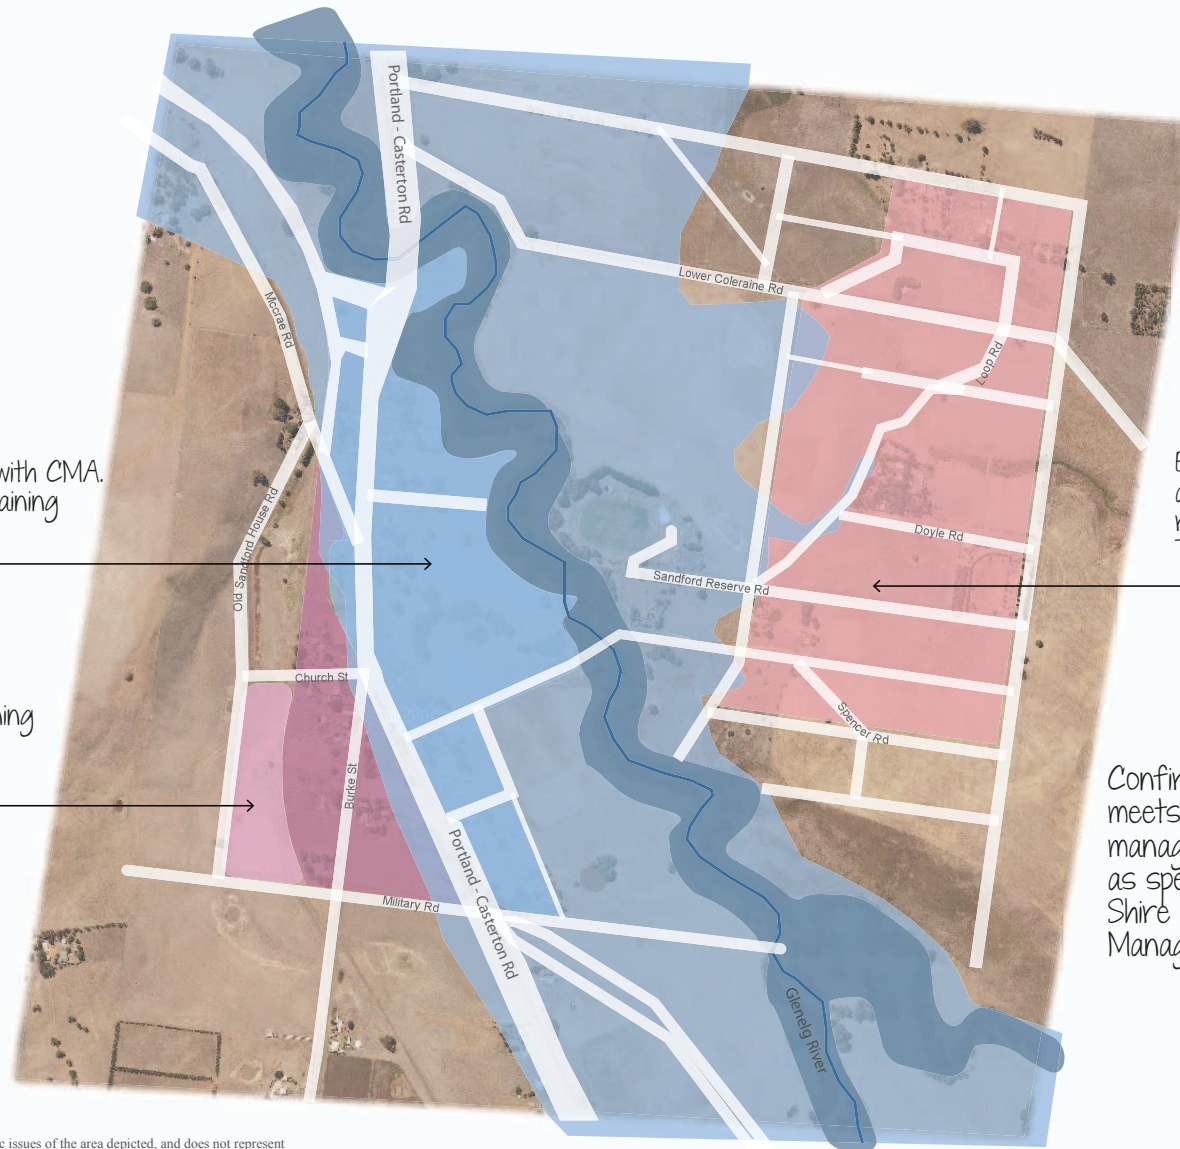 Portland - Casterton Rd
Lower Coleraine Rd
Mccrae Rd
Loop Rd
with CMA.
Old Sandford House Rd
Doyle Rd
Sandford Reserve Rd
Church St
Spencer Rd
Burke St
Confir
meets
manag
as spe
Shire
Manag
Portland - Casterton Rd
Military Rd
Glenelg River
c issues of the area depicted, and does not represent